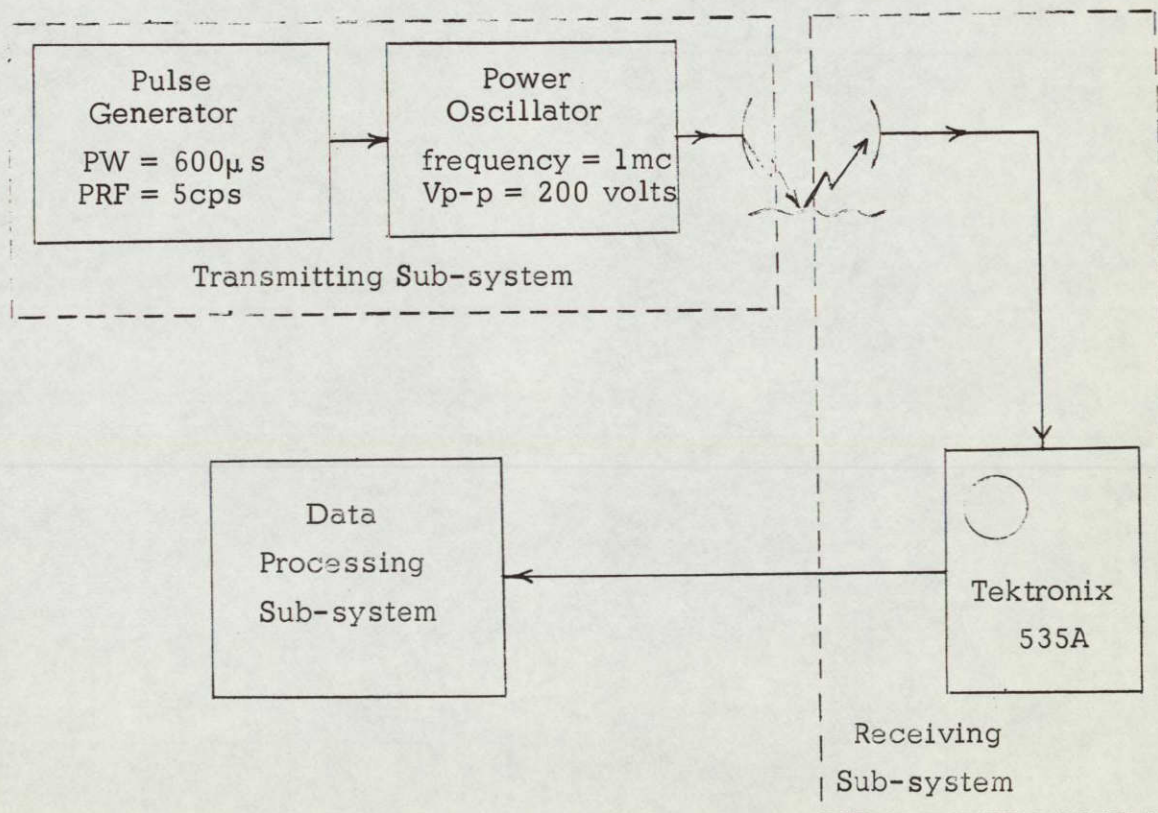 Pulse
Generator
PW = 600μs
PRF = 5cps
Power
Oscillator
frequency = 1mc
Vp-p = 200 volts
Transmitting Sub-system
Data
Processing
Sub-system
Tektronix
535A
Receiving
Sub-system